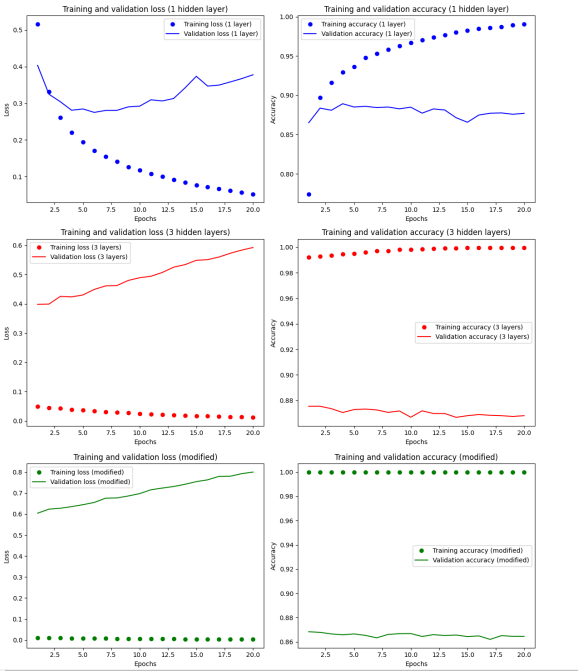 Training and validation loss (1 hidden layer)
Training loss (1 layer)
Validation loss (1 layer)
0.5
0.4
0.3
0.2
0.1
Loss
2.5 5.0 7.5 10.0 12.5 15.0 17.5 20.0
Epochs
Training and validation accuracy (1 hidden layer)
Training accuracy (1 layer)
Validation accuracy (1 layer)
1.00
0.95
0.90
0.85
0.80
Accuracy
2.5 5.0 7.5 10.0 12.5 15.0 17.5 20.0
Epochs
Training and validation loss (3 hidden layers)
Training loss (3 layers)
Validation loss (3 layers)
0.6
0.5
0.4
0.3
0.2
0.1
0.0
Loss
2.5 5.0 7.5 10.0 12.5 15.0 17.5 20.0
Epochs
Training and validation accuracy (3 hidden layers)
1.00
0.98
0.96
0.94
0.92
0.90
0.88
Accuracy
Training accuracy (3 layers)
Validation accuracy (3 layers)
2.5 5.0 7.5 10.0 12.5 15.0 17.5 20.0
Epochs
Training and validation loss (modified)
Training loss (modified)
Validation loss (modified)
0.8
0.7
0.6
0.5
0.4
0.3
0.2
0.1
0.0
Loss
2.5 5.0 7.5 10.0 12.5 15.0 17.5 20.0
Epochs
Training and validation accuracy (modified)
1.00
0.98
0.96
0.94
0.92
0.90
0.88
0.86
Accuracy
Training accuracy (modified)
Validation accuracy (modified)
2.5 5.0 7.5 10.0 12.5 15.0 17.5 20.0
Epochs